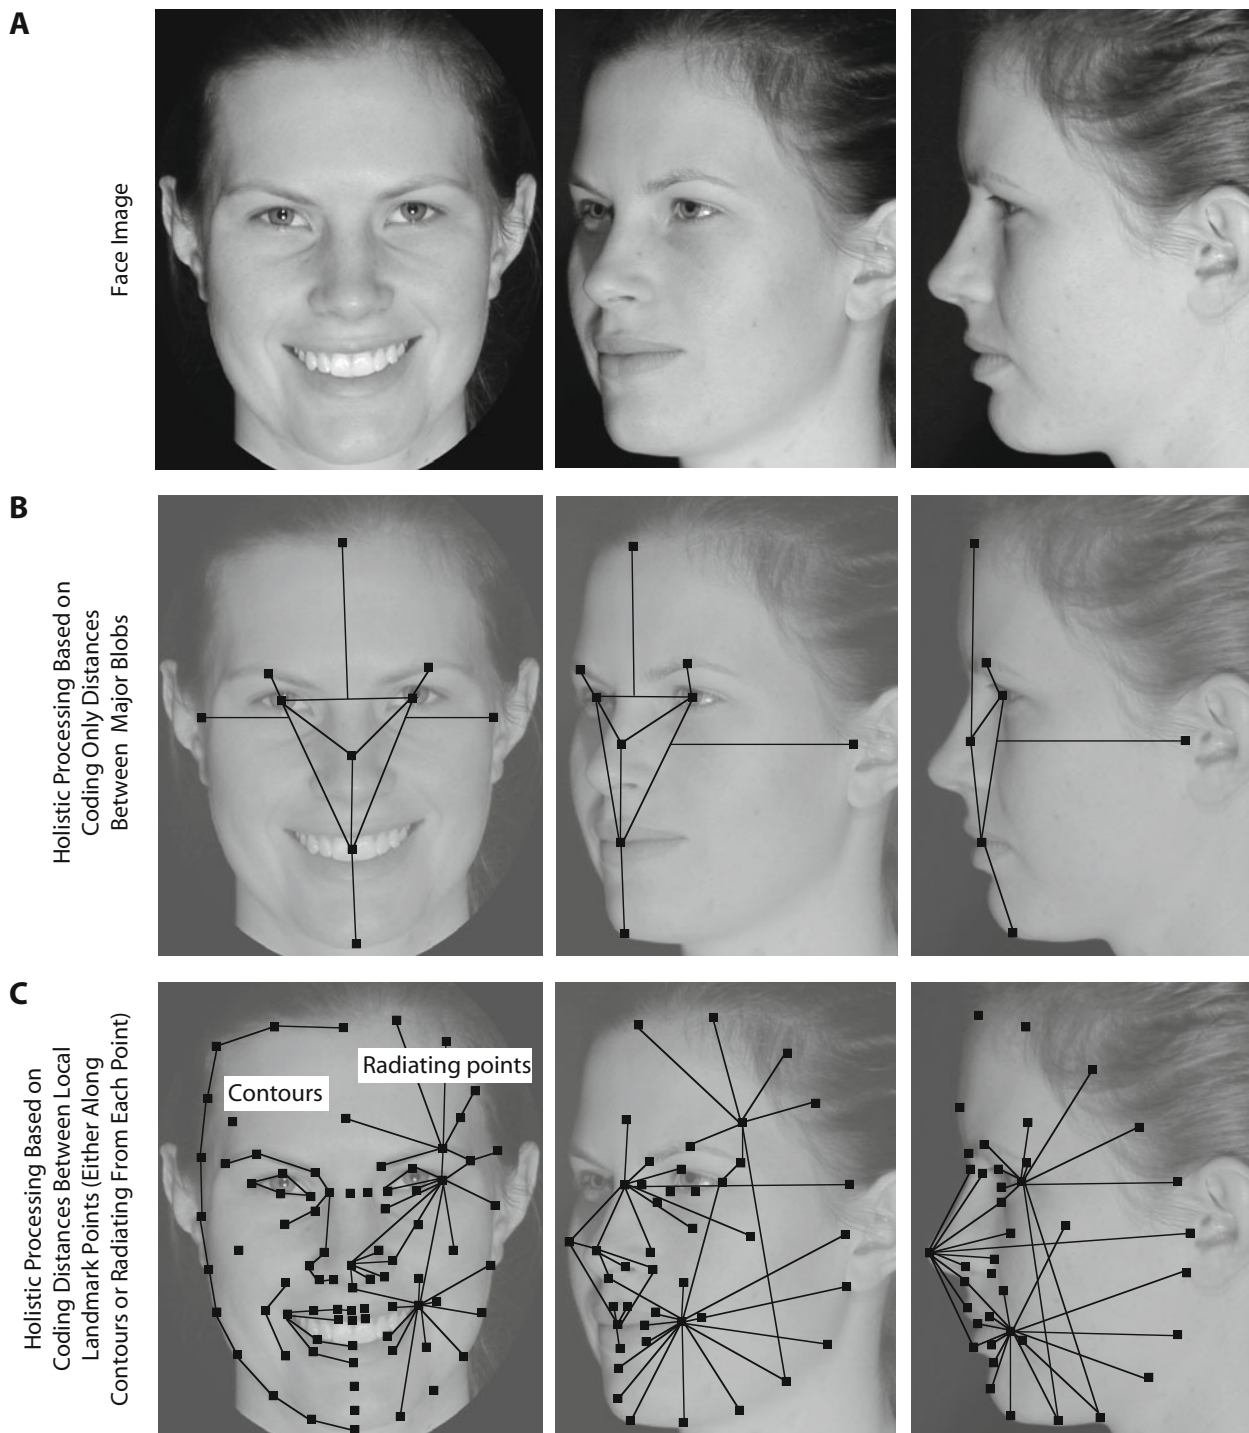 A
Face Image
B
Holistic Processing Based on
Coding Only Distances
Between Major Blobs
C
Holistic Processing Based on
Coding Distances Between Local
Landmark Points (Either Along
Contours or Radiating From Each Point)
Radiating points
Contours